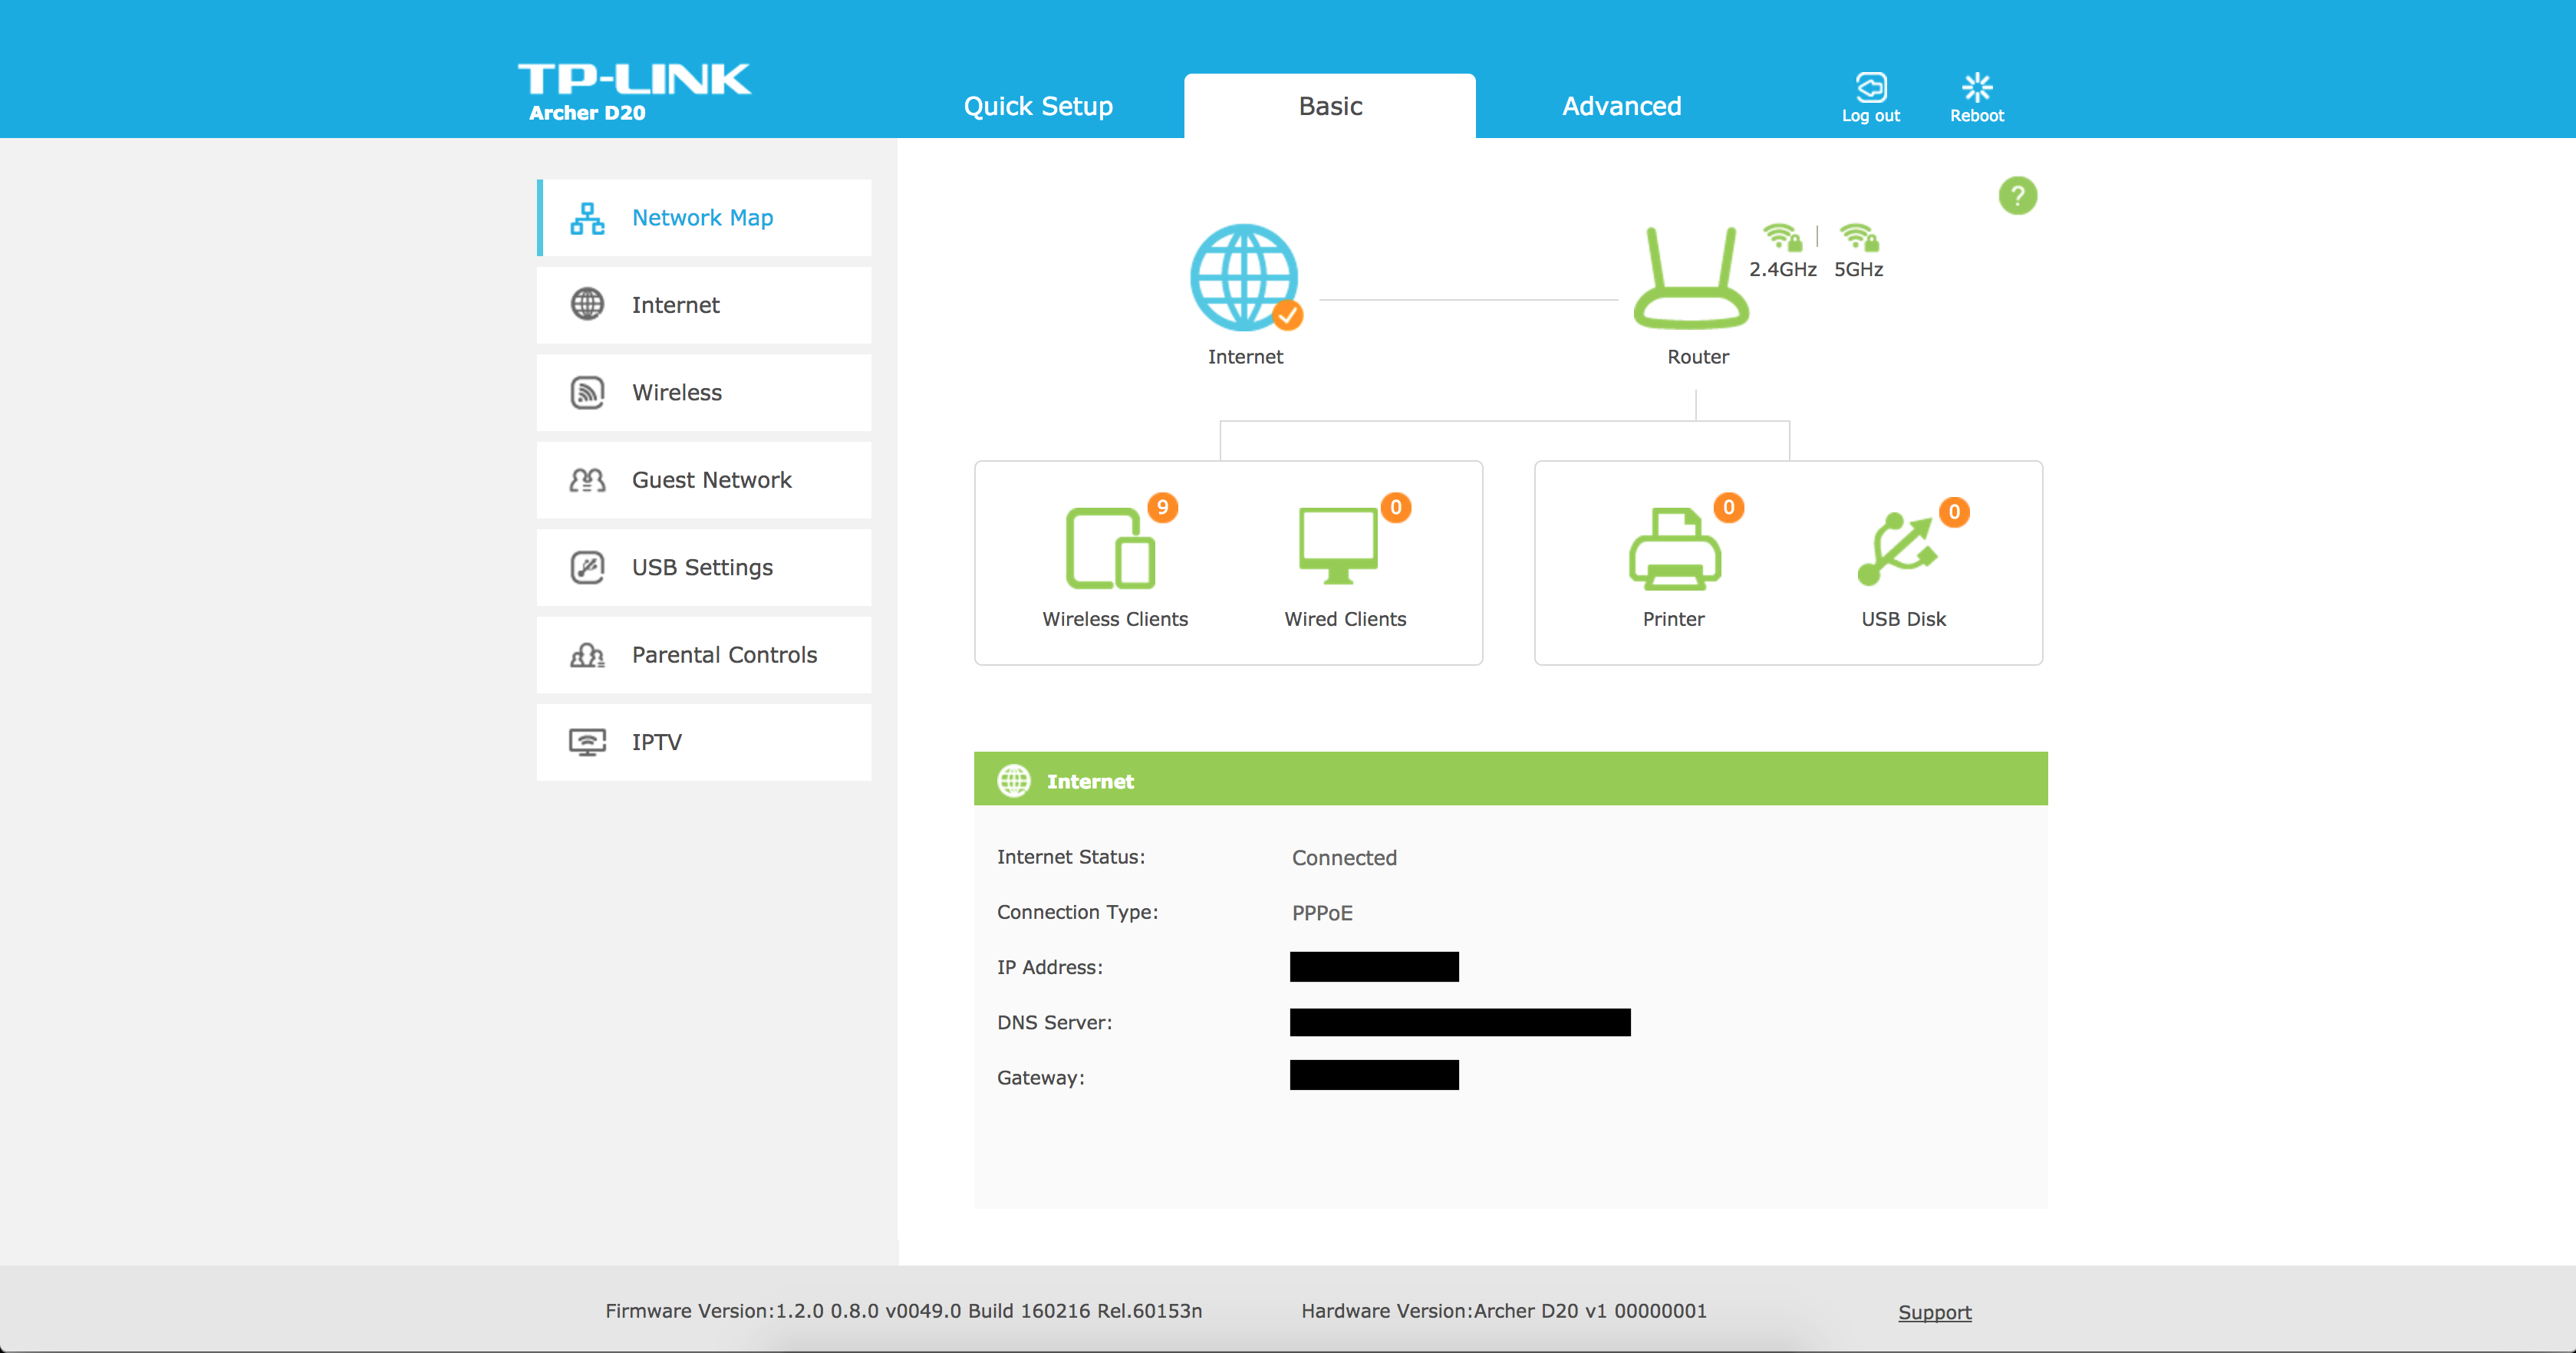 TP-LINK
Archer D20
Quick Setup
Basic
Advanced
Log out
Reboot
Network Map
Internet
Wireless
Guest Network
USB Settings
Parental Controls
IPTV
?
2.4GHz | 5GHz
Internet
Router
9
0
0
0
Wireless Clients
Wired Clients
Printer
USB Disk
Internet
Internet Status: Connected
Connection Type: PPPoE
IP Address:
DNS Server:
Gateway:
Firmware Version:1.2.0 0.8.0 v0049.0 Build 160216 Rel.60153n
Hardware Version:Archer D20 v1 00000001
Support